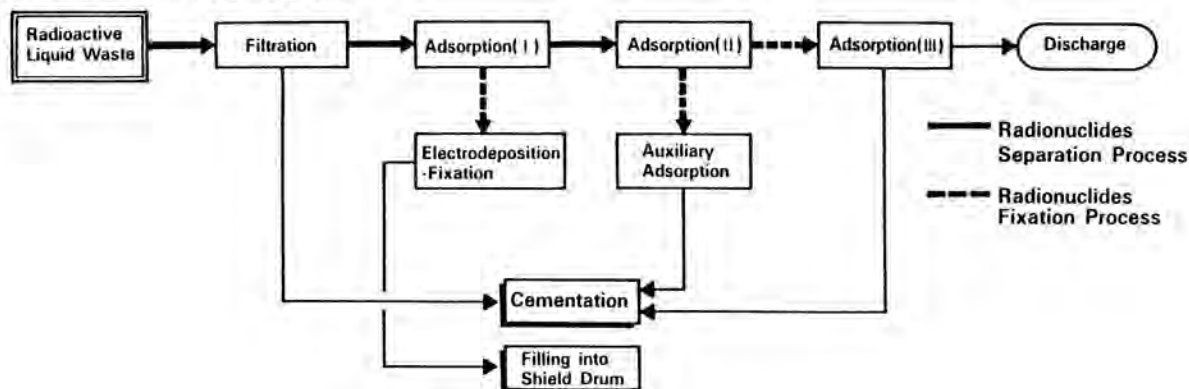 Radioactive
Liquid Waste
Filtration
Adsorption(I)
Adsorption(II)
Adsorption(III)
Discharge
Electrodeposition
-Fixation
Auxiliary
Adsorption
Radionuclides
Separation Process
Radionuclides
Fixation Process
Cementation
Filling into
Shield Drum